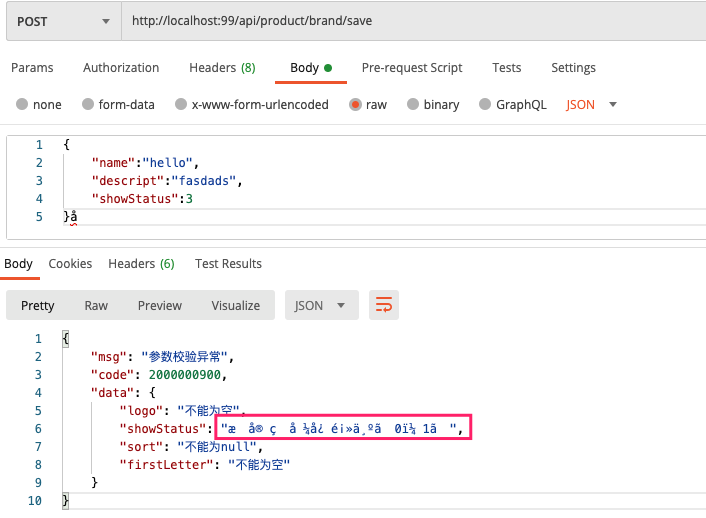 POST http://localhost:99/api/product/brand/save
Params Authorization Headers (8) Body Pre-request Script Tests Settings
none form-data x-www-form-urlencoded raw binary GraphQL JSON
1 {
2 "name":"hello",
3 "descript":"fasdads",
4 "showStatus":3
5 }å
Body Cookies Headers (6) Test Results
Pretty Raw Preview Visualize JSON
1 {
2 "msg": "参数校验异常",
3 "code": 2000000900,
4 "data": {
5 "logo": "不能为空",
6 "showStatus": "æ å® ç å ¼å¿ é¡»ä¸ºã 0ï¼ 1ã ",
7 "sort": "不能为null",
8 "firstLetter": "不能为空"
9 }
10 }